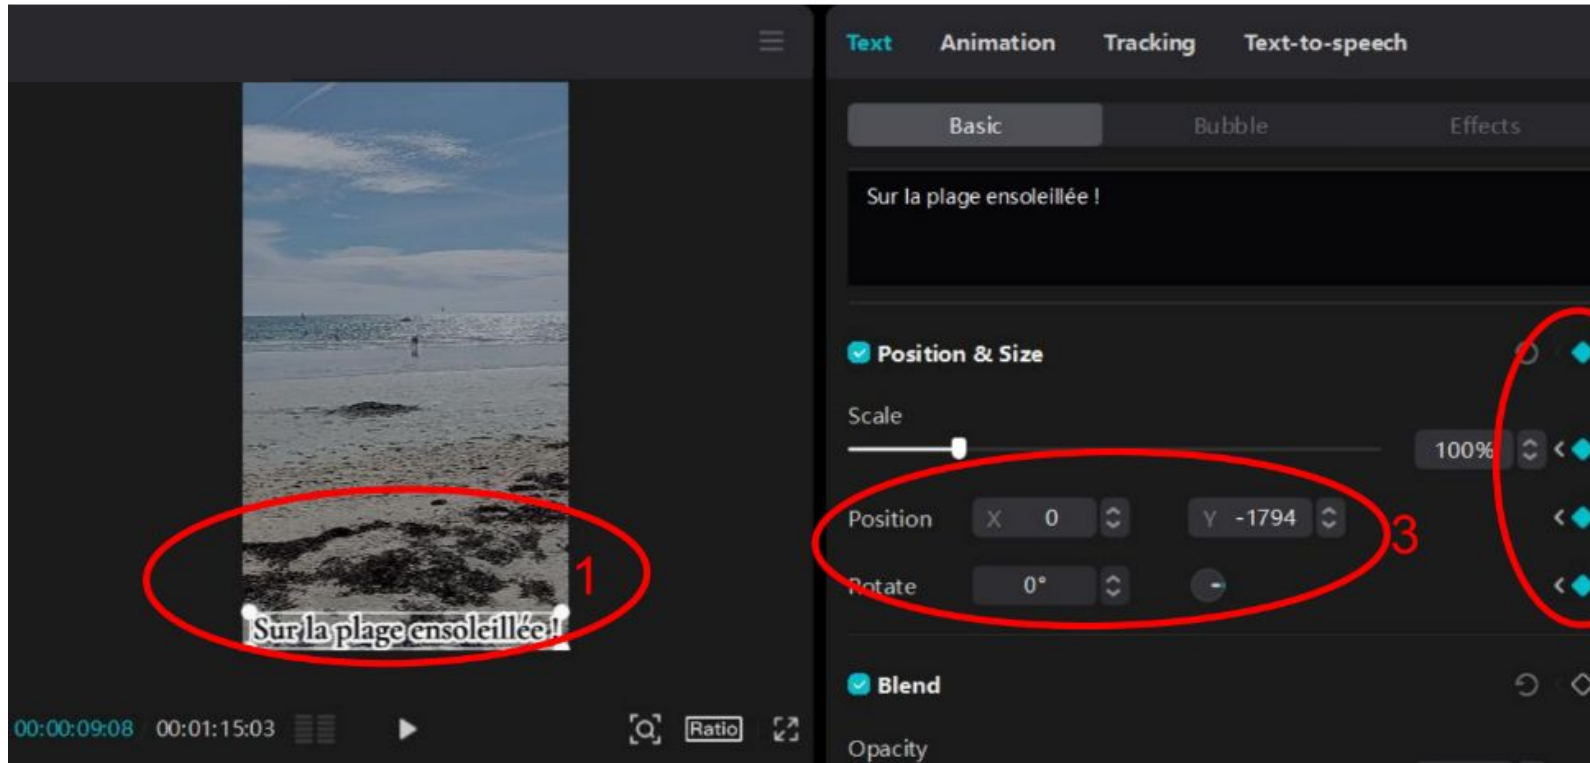 Text Animation Tracking Text-to-speech
Basic Bubble Effects
Sur la plage ensoleillée !
Position & Size
Scale
100%
Position X 0 Y -1794
3
Rotate 0°
1
Sur la plage ensoleillée !
Blend
00:00:09:08 00:01:15:03 Ratio
Opacity